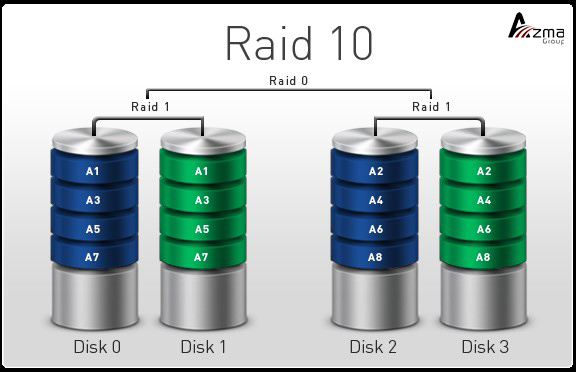 Azma
Group
Raid 10
Raid 0
Raid 1 Raid 1
A1 A1 A2 A2
A3 A3 A4 A4
A5 A5 A6 A6
A7 A7 A8 A8
Disk 0 Disk 1 Disk 2 Disk 3